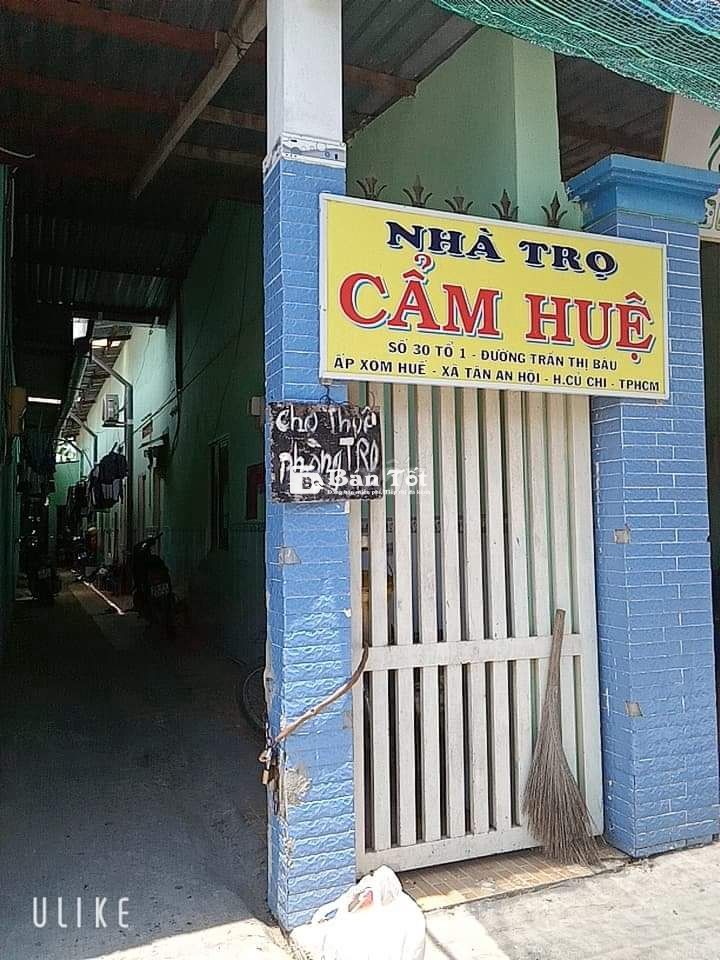 NHÀ TRỌ
CẨM HUỆ
SỐ 30 TỔ 1 - ĐƯỜNG TRẦN THỊ BÂU
ẤP XOM HUẾ - XÃ TÂN AN HỘI - H.CỦ CHI - TPHCM
Cho Thuê
phòng TRỌ
Bán Tốt
ULIKE